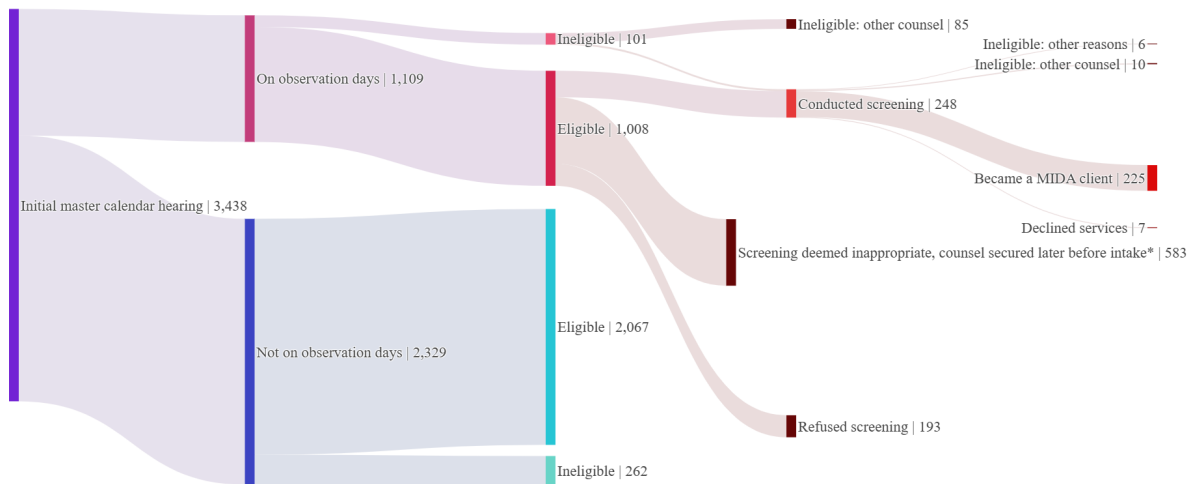 Initial master calendar hearing | 3,438
On observation days | 1,109
Not on observation days | 2,329
Ineligible | 101
Eligible | 1,008
Eligible | 2,067
Ineligible | 262
Ineligible: other counsel | 85
Conducted screening | 248
Screening deemed inappropriate, counsel secured later before intake* | 583
Refused screening | 193
Ineligible: other reasons | 6
Ineligible: other counsel | 10
Became a MIDA client | 225
Declined services | 7